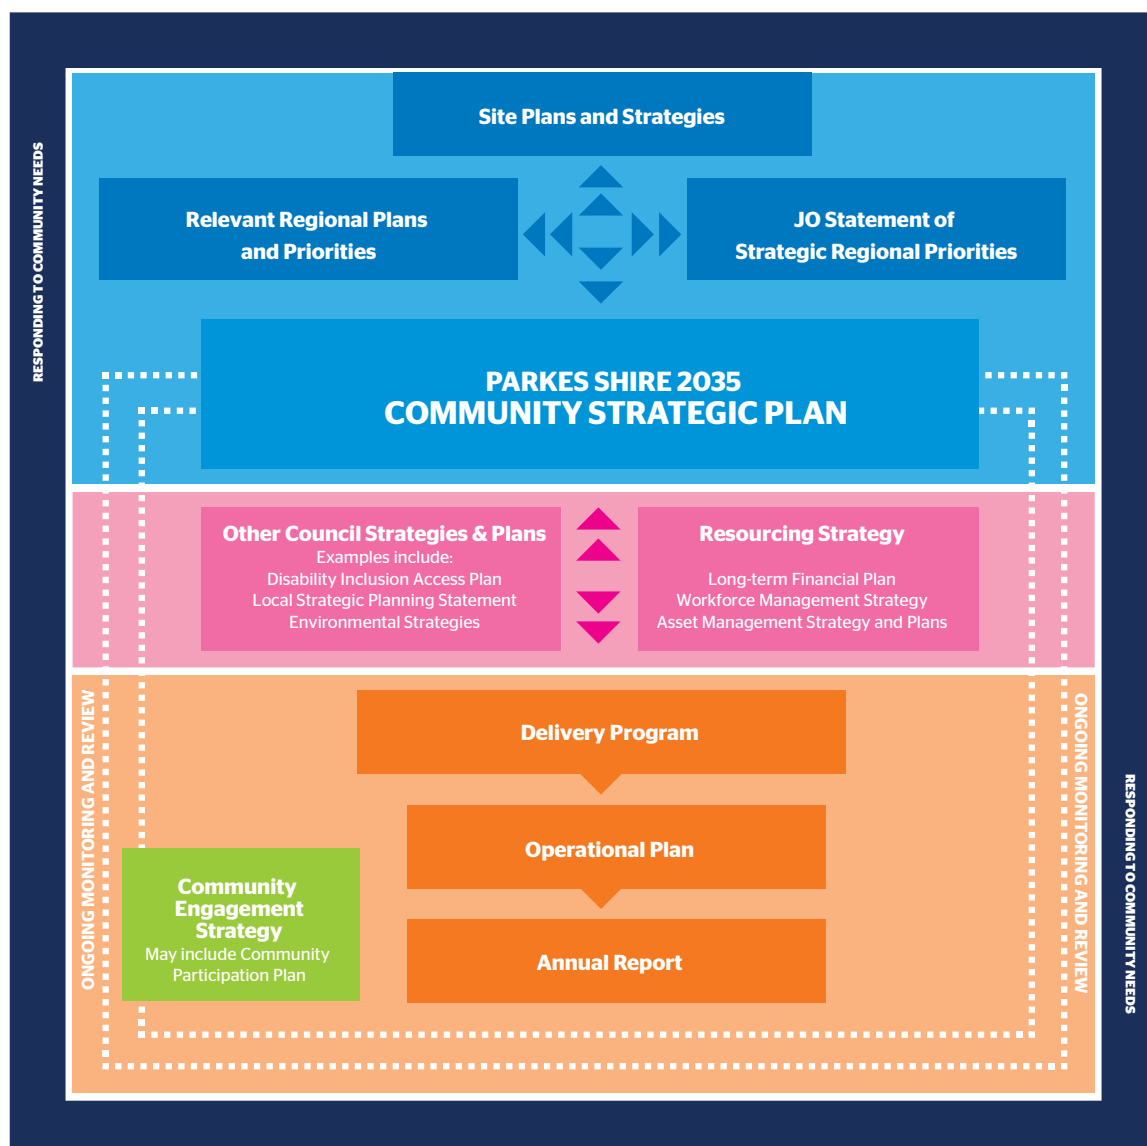 Site Plans and Strategies
Relevant Regional Plans
and Priorities
JO Statement of
Strategic Regional Priorities
RESPONDING TO COMMUNITY NEEDS
PARKES SHIRE 2035
COMMUNITY STRATEGIC PLAN
Other Council Strategies & Plans
Examples include:
Disability Inclusion Access Plan
Local Strategic Planning Statement
Environmental Strategies
Resourcing Strategy
Long-term Financial Plan
Workforce Management Strategy
Asset Management Strategy and Plans
ONGOING MONITORING AND REVIEW
Delivery Program
Operational Plan
Annual Report
Community
Engagement
Strategy
May include Community
Participation Plan
ONGOING MONITORING AND REVIEW
RESPONDING TO COMMUNITY NEEDS